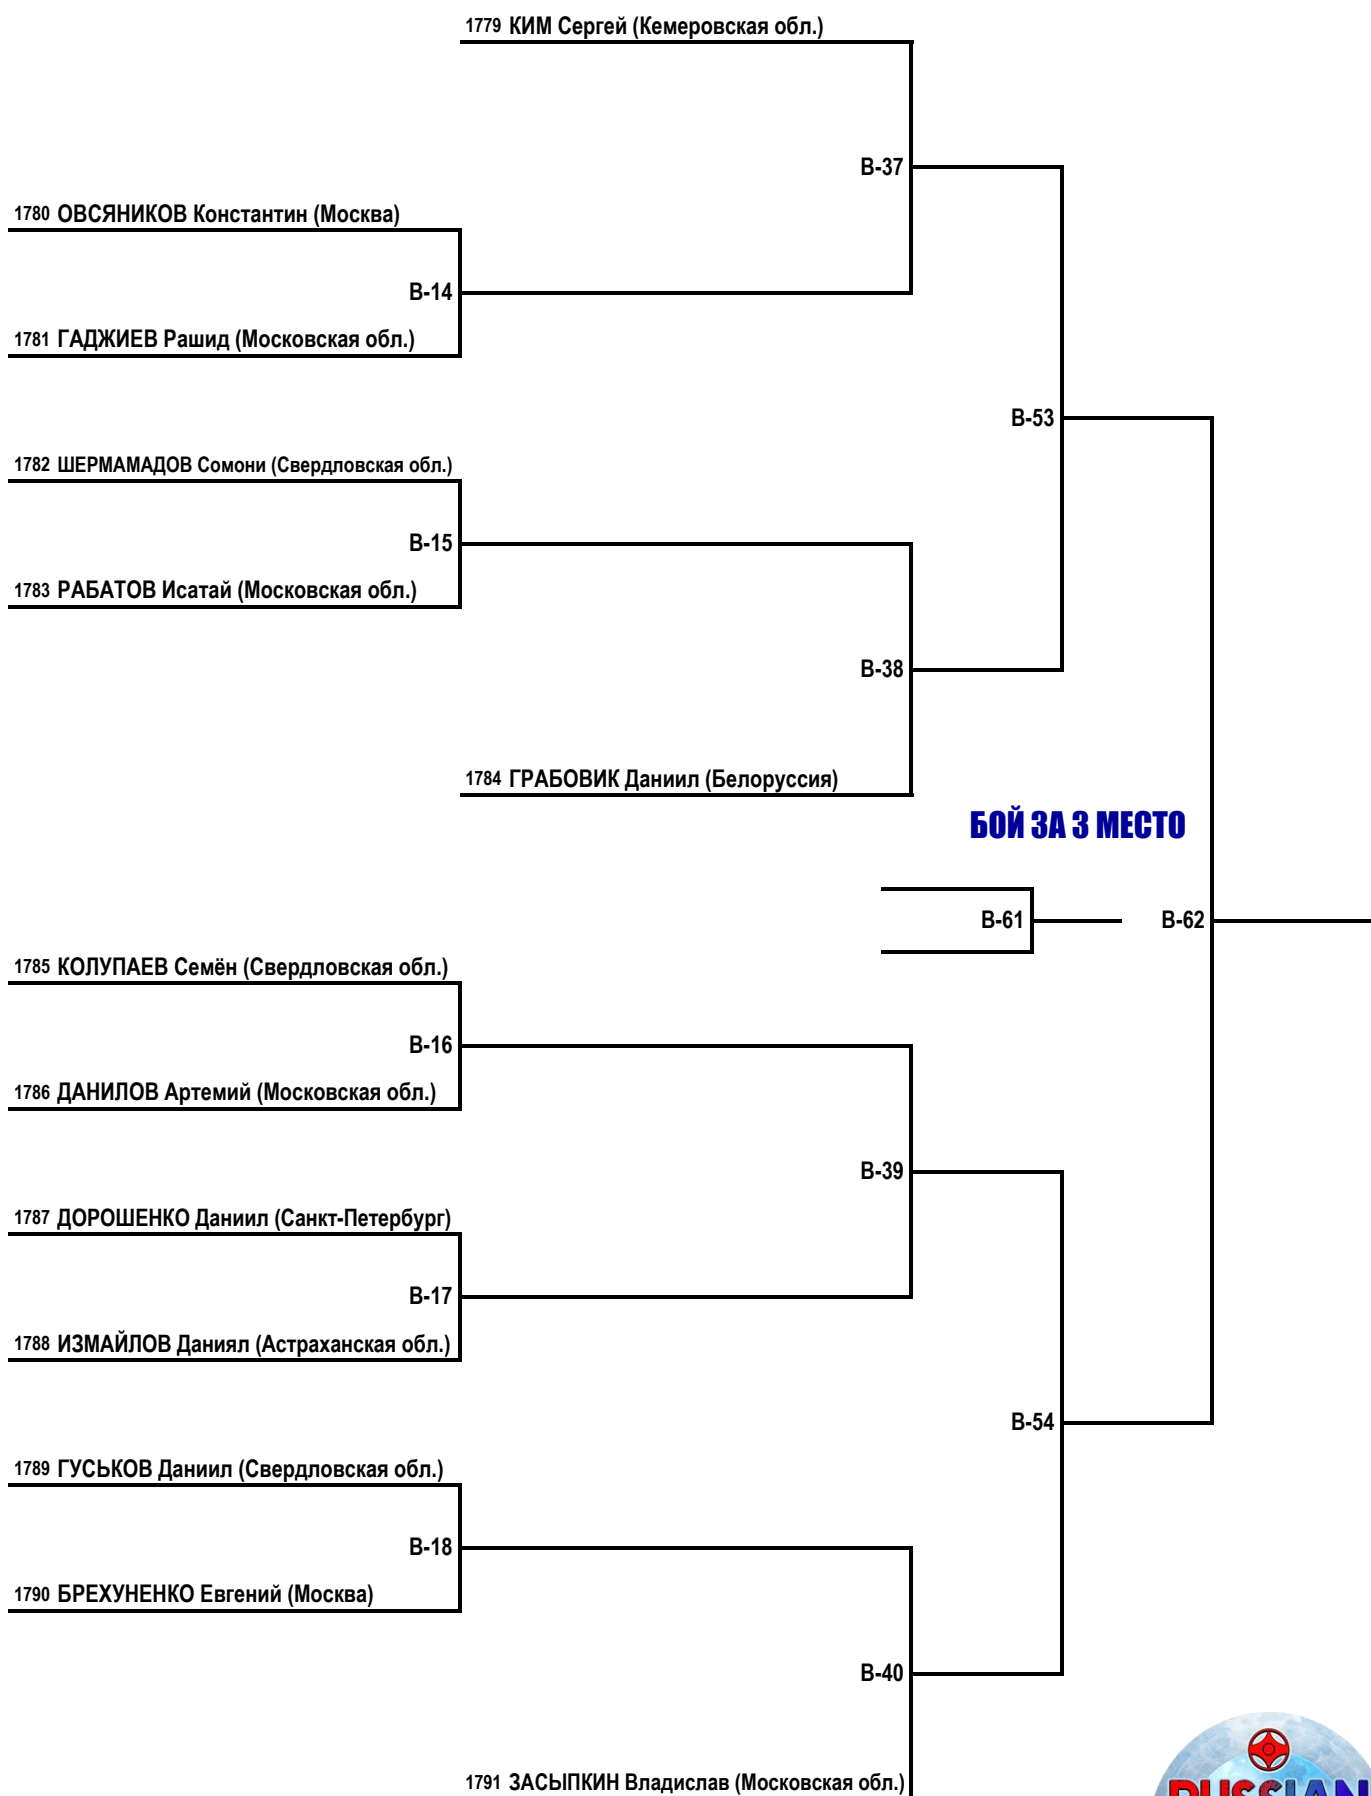 1779 КИМ Сергей (Кемеровская обл.)
В-37
1780 ОВСЯНИКОВ Константин (Москва)
В-14
1781 ГАДЖИЕВ Рашид (Московская обл.)
В-53
1782 ШЕРМАМАДОВ Сомони (Свердловская обл.)
В-15
1783 РАБАТОВ Исатай (Московская обл.)
В-38
1784 ГРАБОВИК Даниил (Белоруссия)
БОЙ ЗА 3 МЕСТО
В-61
В-62
1785 КОЛУПАЕВ Семён (Свердловская обл.)
В-16
1786 ДАНИЛОВ Артемий (Московская обл.)
В-39
1787 ДОРОШЕНКО Даниил (Санкт-Петербург)
В-17
1788 ИЗМАЙЛОВ Даниял (Астраханская обл.)
В-54
1789 ГУСЬКОВ Даниил (Свердловская обл.)
В-18
1790 БРЕХУНЕНКО Евгений (Москва)
В-40
1791 ЗАСЫПКИН Владислав (Московская обл.)
RUSSIAN